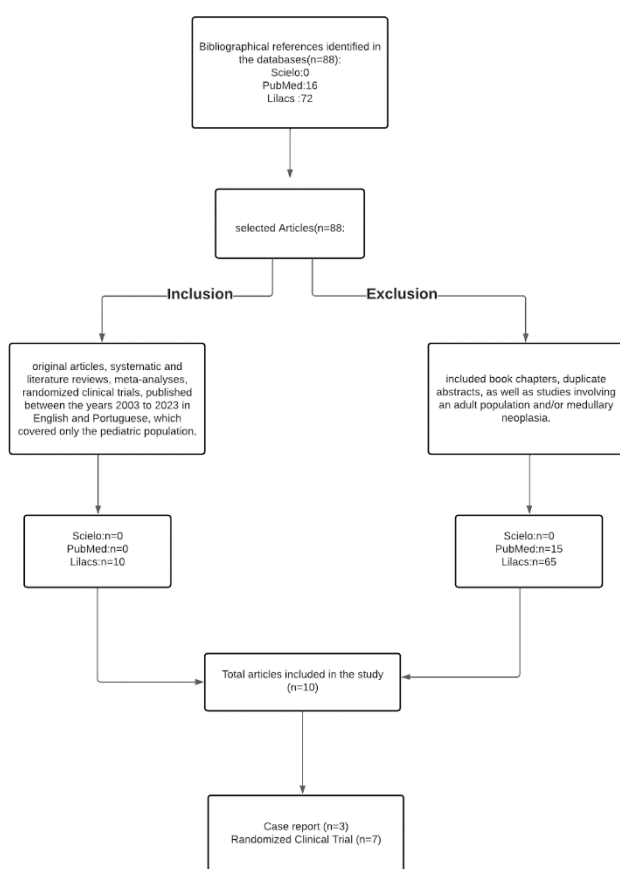 Bibliographical references identified in
the databases(n=88):
Scielo:0
PubMed:16
Lilacs :72
selected Articles(n=88:
Inclusion
Exclusion
original articles, systematic and
literature reviews, meta-analyses,
randomized clinical trials, published
between the years 2003 to 2023 in
English and Portuguese, which
covered only the pediatric population.
included book chapters, duplicate
abstracts, as well as studies involving
an adult population and/or medullary
neoplasia.
Scielo:n=0
PubMed:n=0
Lilacs:n=10
Scielo:n=0
PubMed:n=15
Lilacs:n=65
Total articles included in the study
(n=10)
Case report (n=3)
Randomized Clinical Trial (n=7)